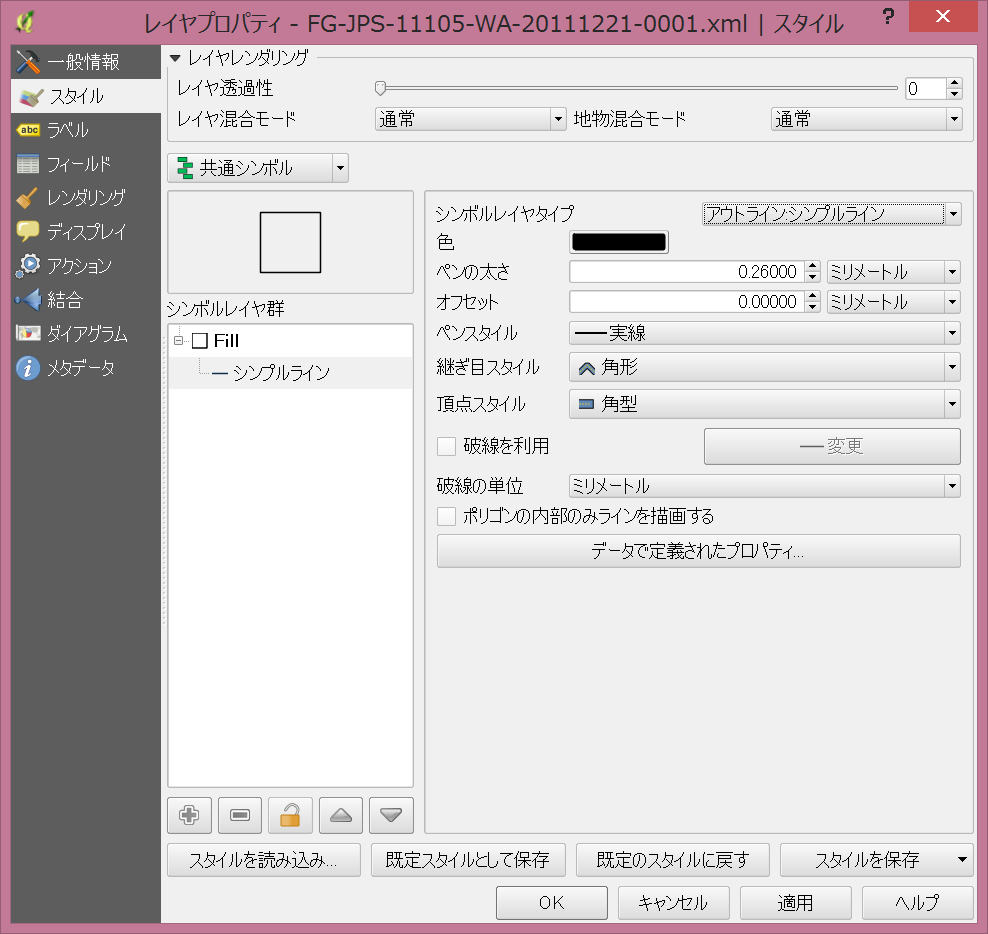 レイヤプロパティ - FG-JPS-11105-WA-20111221-0001.xml | スタイル
?
一般情報
スタイル
abc ラベル
フィールド
レンダリング
ディスプレイ
アクション
結合
ダイアグラム
メタデータ
レイヤレンダリング
レイヤ透過性 0
レイヤ混合モード 通常 地物混合モード 通常
共通シンボル
シンボルレイヤ群
Fill
シンプルライン
シンボルレイヤタイプ アウトライン:シンプルライン
色
ペンの太さ 0.26000 ミリメートル
オフセット 0.00000 ミリメートル
ペンスタイル 実線
継ぎ目スタイル 角形
頂点スタイル 角型
破線を利用 変更
破線の単位 ミリメートル
ポリゴンの内部のみラインを描画する
データで定義されたプロパティ...
スタイルを読み込み... 既定スタイルとして保存 既定のスタイルに戻す スタイルを保存
OK キャンセル 適用 ヘルプ